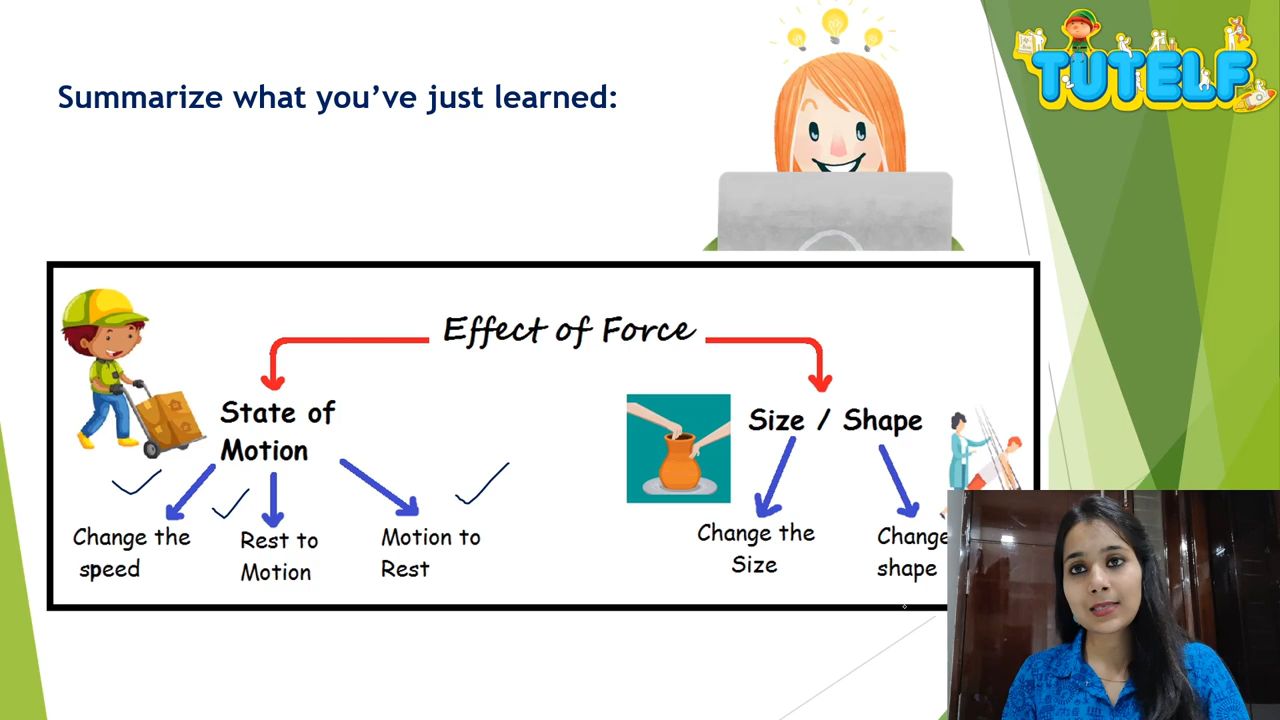 Summarize what you've just learned:
TUTELF
Effect of Force
State of
Motion
Size / Shape
Change the
speed
Rest to
Motion
Motion to
Rest
Change the
Size
Change
shape